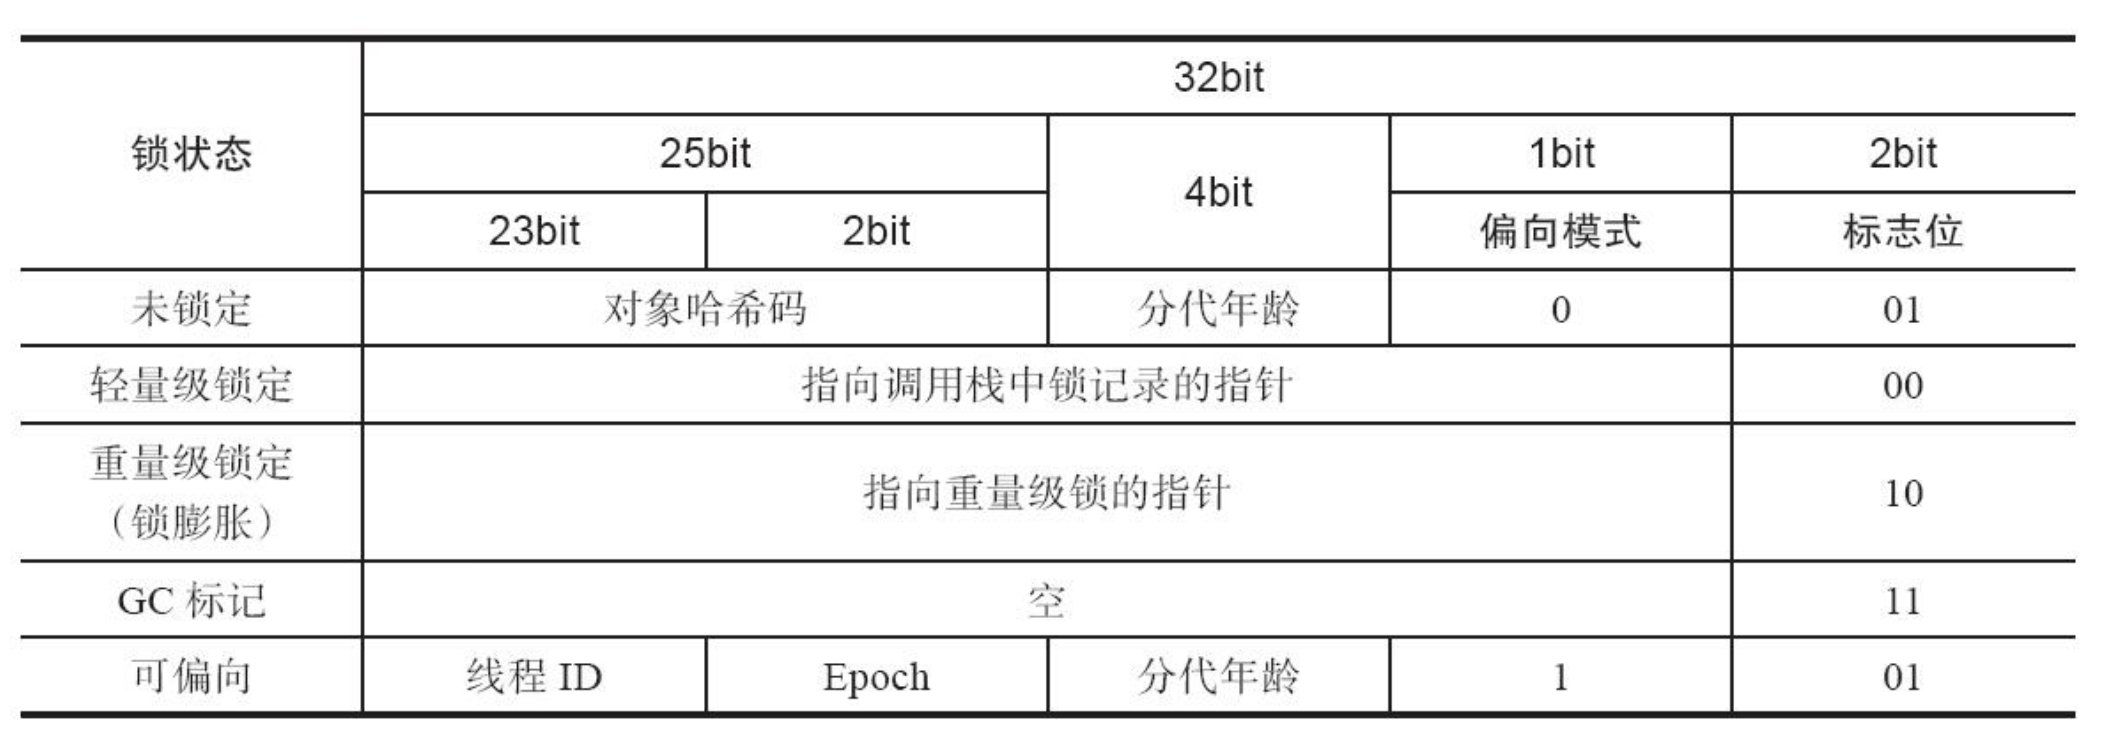 32bit
锁状态
25bit
4bit
1bit
2bit
23bit
2bit
偏向模式
标志位
未锁定
对象哈希码
分代年龄
0
01
轻量级锁定
指向调用栈中锁记录的指针
00
重量级锁定
（锁膨胀）
指向重量级锁的指针
10
GC 标记
空
11
可偏向
线程 ID
Epoch
分代年龄
1
01